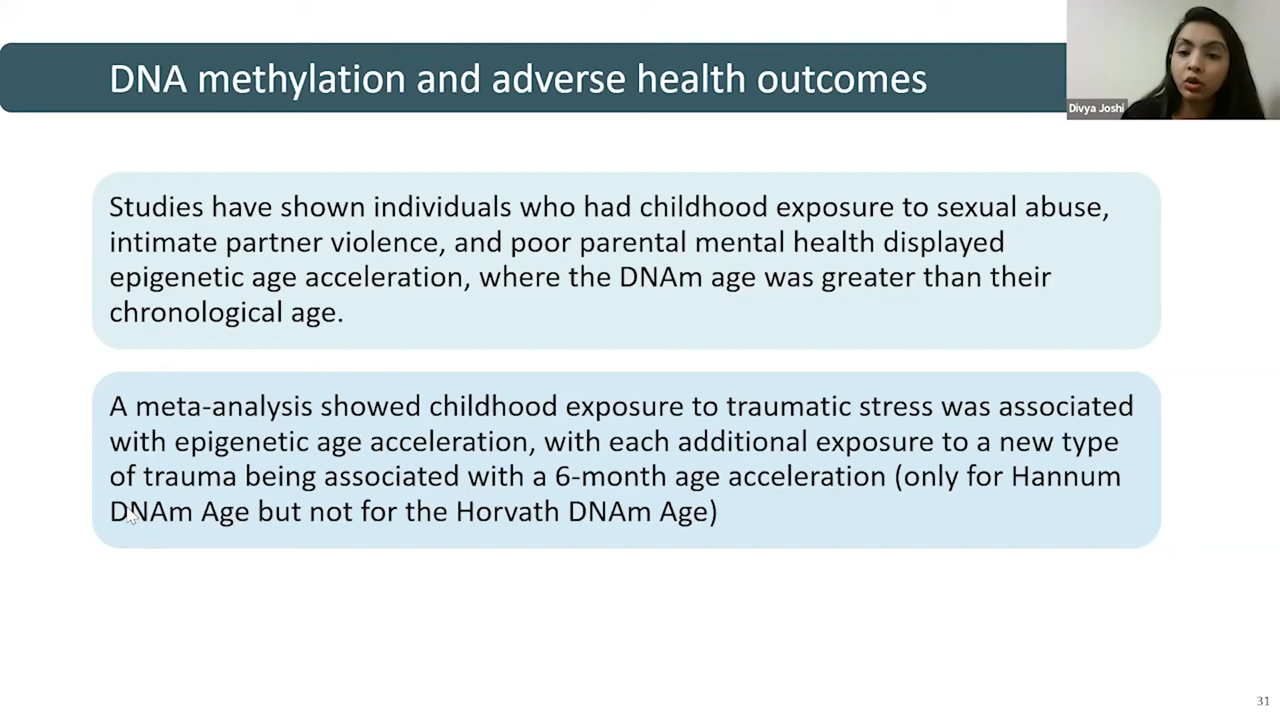 DNA methylation and adverse health outcomes
Divya Joshi
Studies have shown individuals who had childhood exposure to sexual abuse,
intimate partner violence, and poor parental mental health displayed
epigenetic age acceleration, where the DNAm age was greater than their
chronological age.
A meta-analysis showed childhood exposure to traumatic stress was associated
with epigenetic age acceleration, with each additional exposure to a new type
of trauma being associated with a 6-month age acceleration (only for Hannum
DNAm Age but not for the Horvath DNAm Age)
31